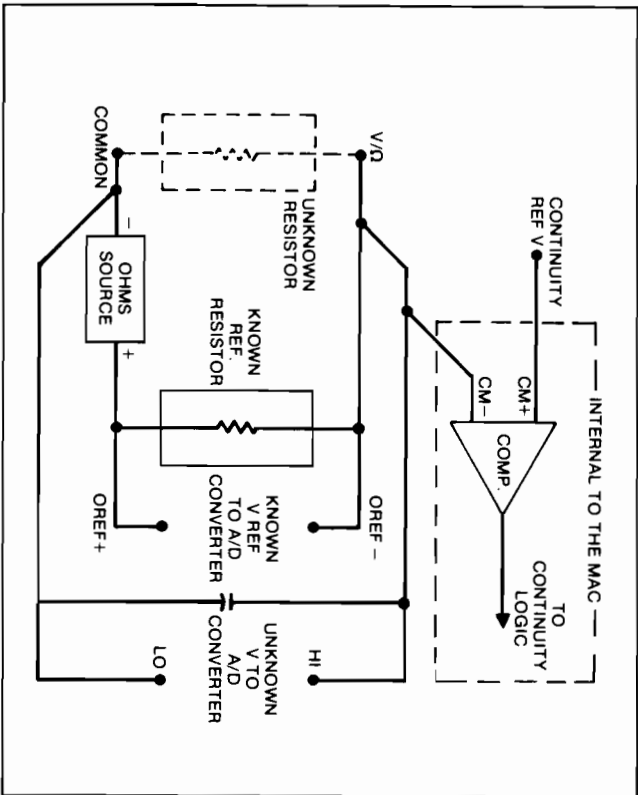 INTERNAL TO THE MAC
CONTINUITY
REF V
CM+
CM−
COMP.
TO
CONTINUITY
LOGIC
V/Ω
UNKNOWN
RESISTOR
COMMON
−
OHMS
SOURCE
+
KNOWN
REF.
RESISTOR
OREF−
KNOWN
V REF
TO A/D
CONVERTER
OREF+
HI
UNKNOWN
V TO
A/D
CONVERTER
LO